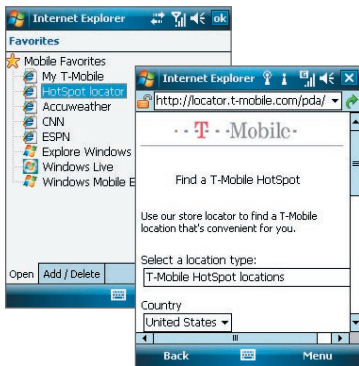 Internet Explorer ok
Favorites
Mobile Favorites
My T-Mobile
HotSpot locator
Accuweather
CNN
ESPN
Explore Windows
Windows Live
Windows Mobile E
Open Add / Delete
Internet Explorer
http://locator.t-mobile.com/pda/
T-Mobile
Find a T-Mobile HotSpot
Use our store locator to find a T-Mobile
location that's convenient for you.
Select a location type:
T-Mobile HotSpot locations
Country
United States
Back Menu